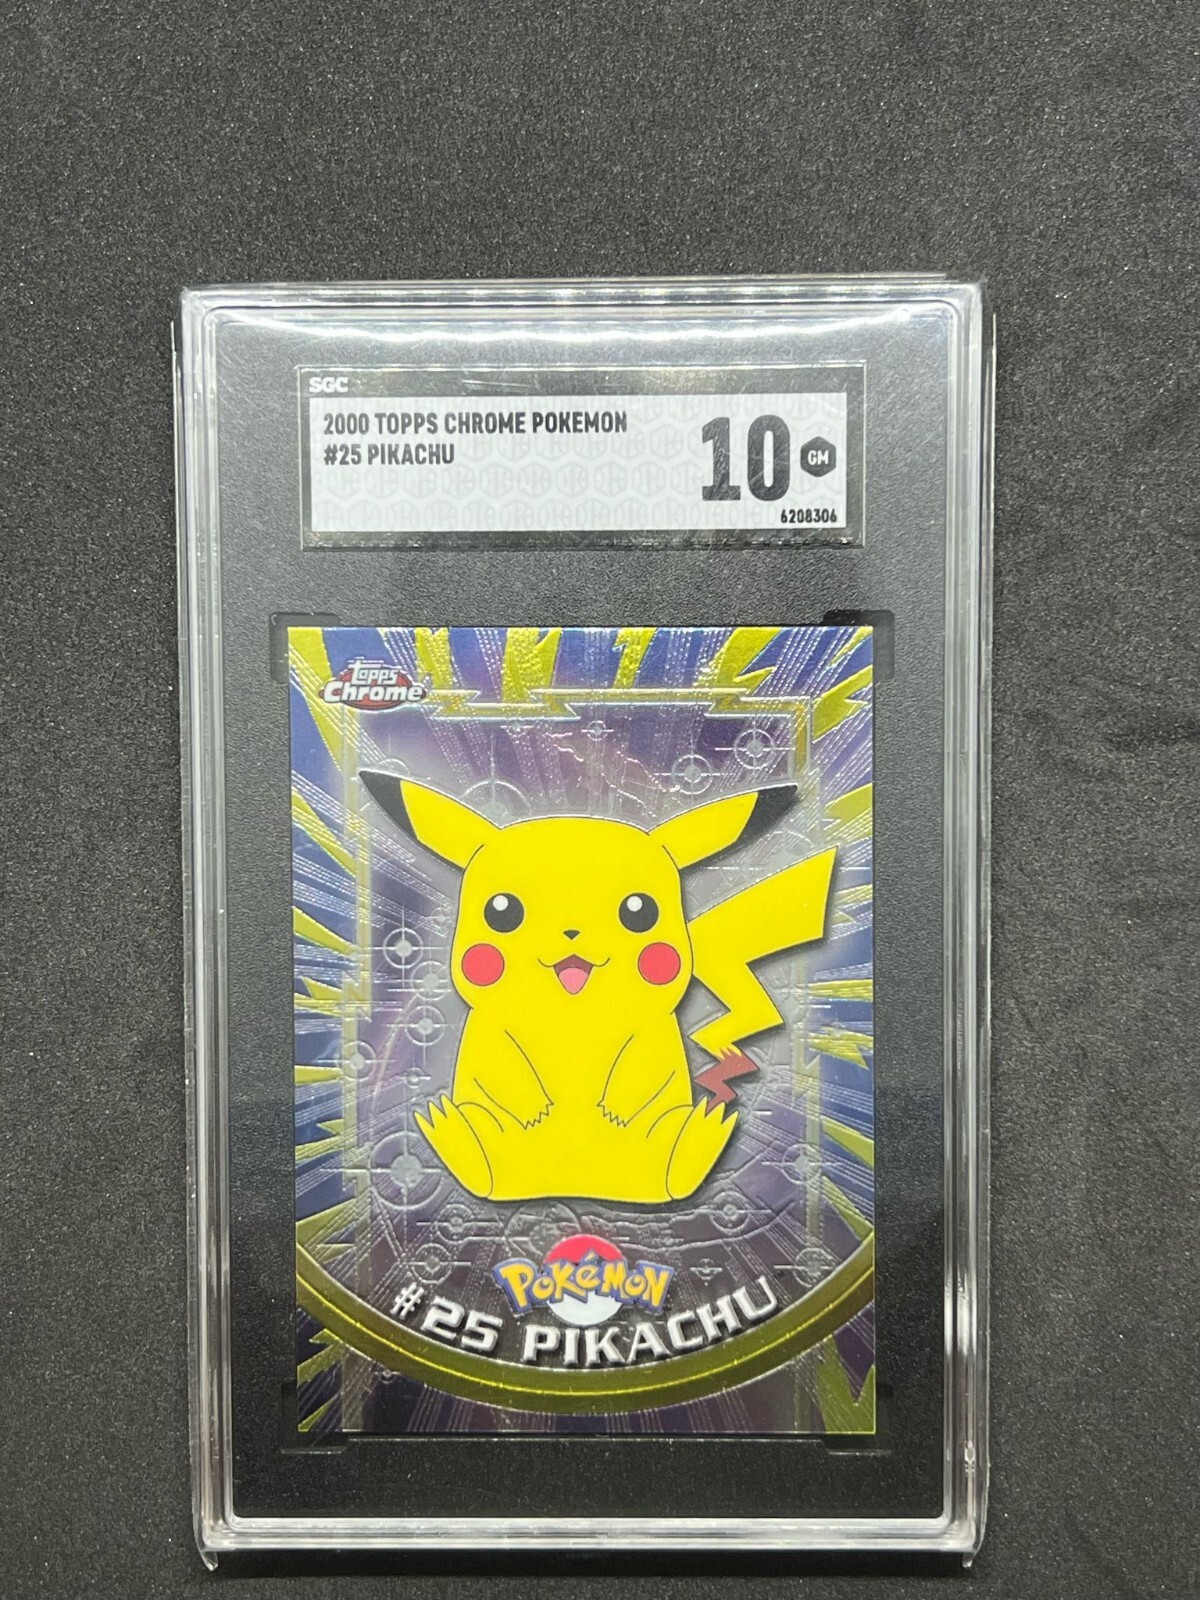 SGC
2000 TOPPS CHROME POKEMON
#25 PIKACHU
10
GM
6208306
topps
Chrome
POKéMON
#25 PIKACHU